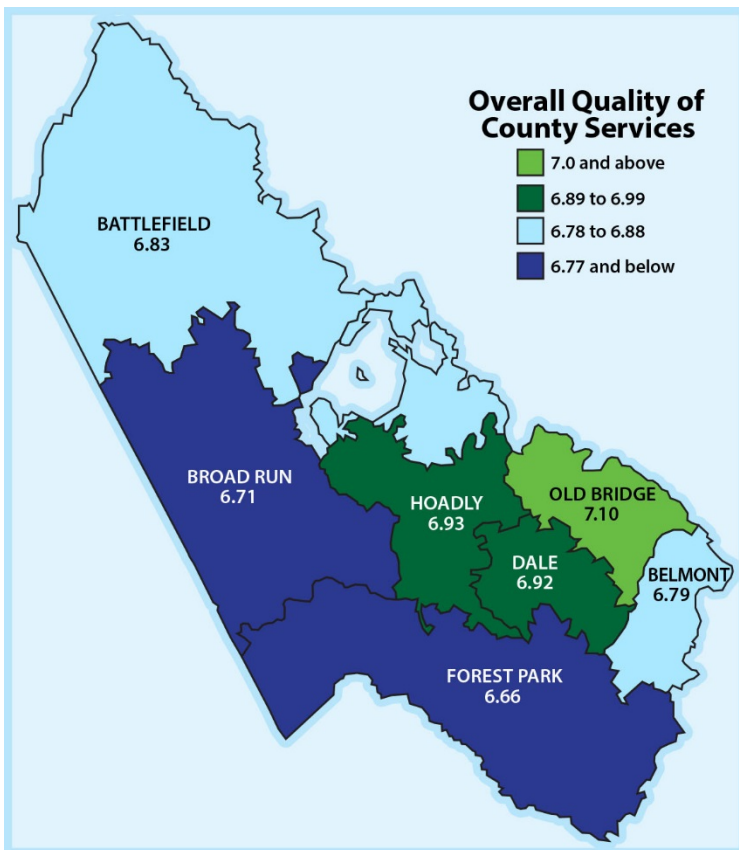 Overall Quality of
County Services
7.0 and above
6.89 to 6.99
6.78 to 6.88
6.77 and below
BATTLEFIELD
6.83
BROAD RUN
6.71
HOADLY
6.93
OLD BRIDGE
7.10
DALE
6.92
BELMONT
6.79
FOREST PARK
6.66